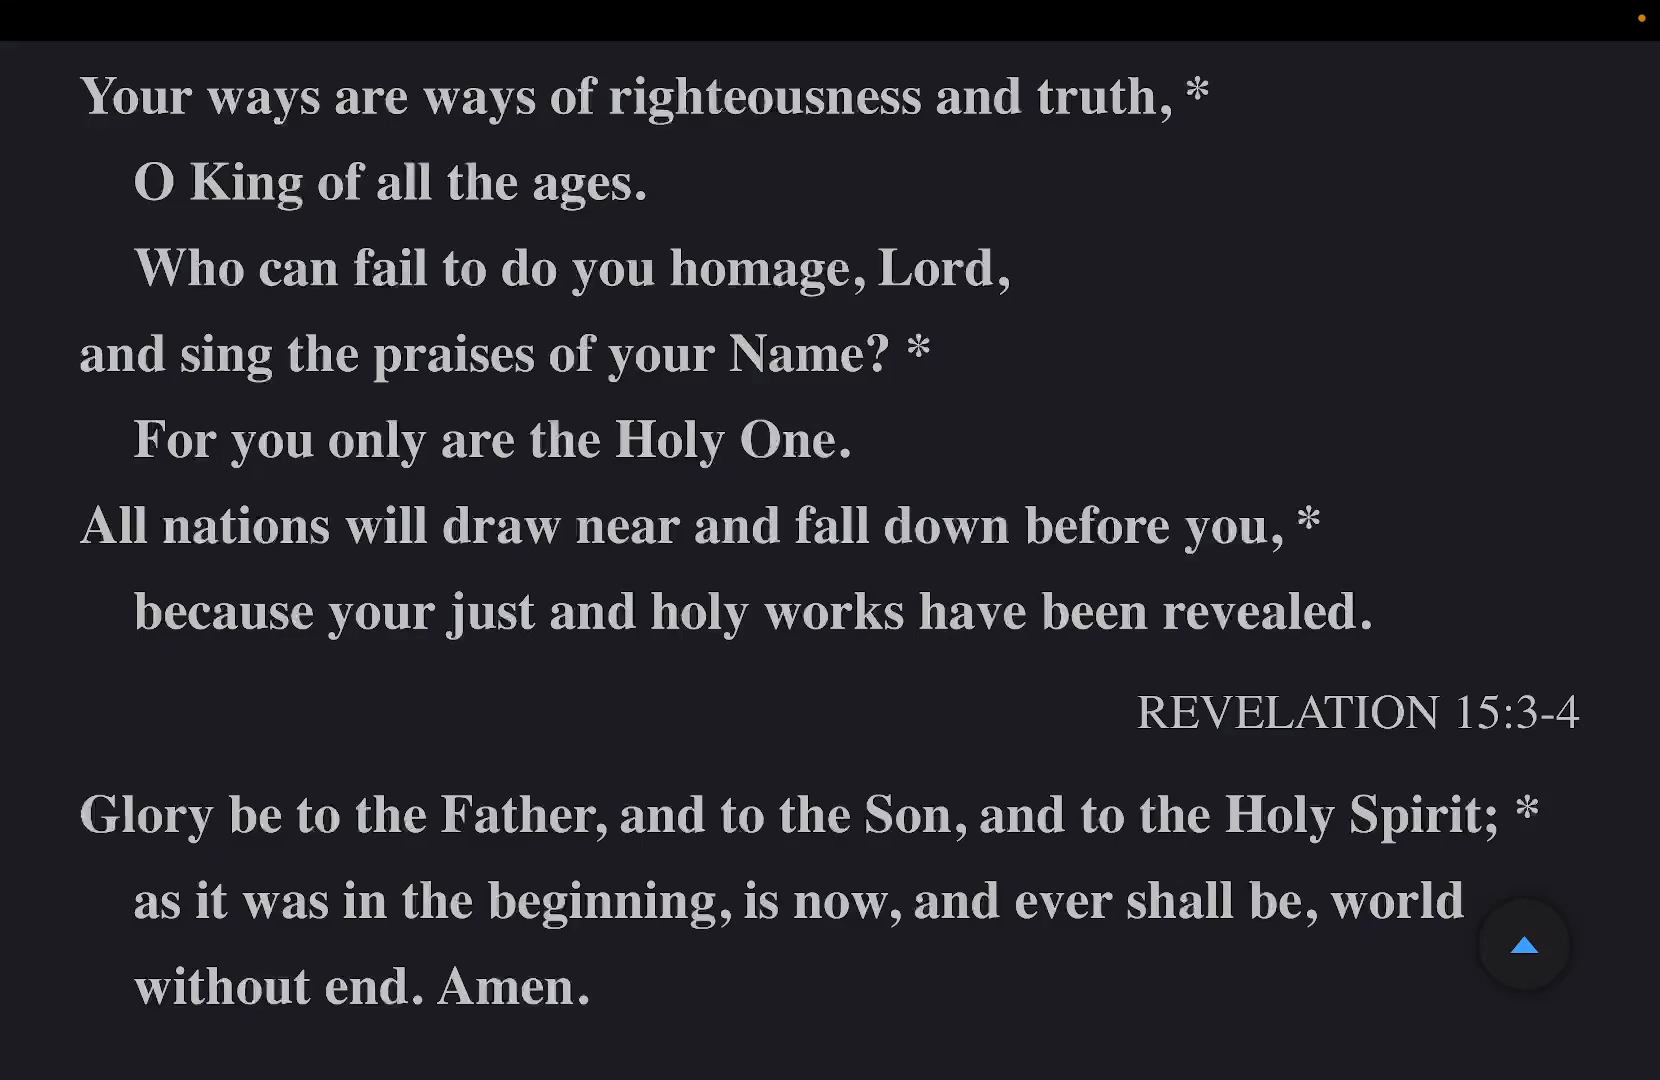 Your ways are ways of righteousness and truth, *
O King of all the ages.
Who can fail to do you homage, Lord,
and sing the praises of your Name? *
For you only are the Holy One.
All nations will draw near and fall down before you, *
because your just and holy works have been revealed.
REVELATION 15:3-4
Glory be to the Father, and to the Son, and to the Holy Spirit; *
as it was in the beginning, is now, and ever shall be, world
without end. Amen.